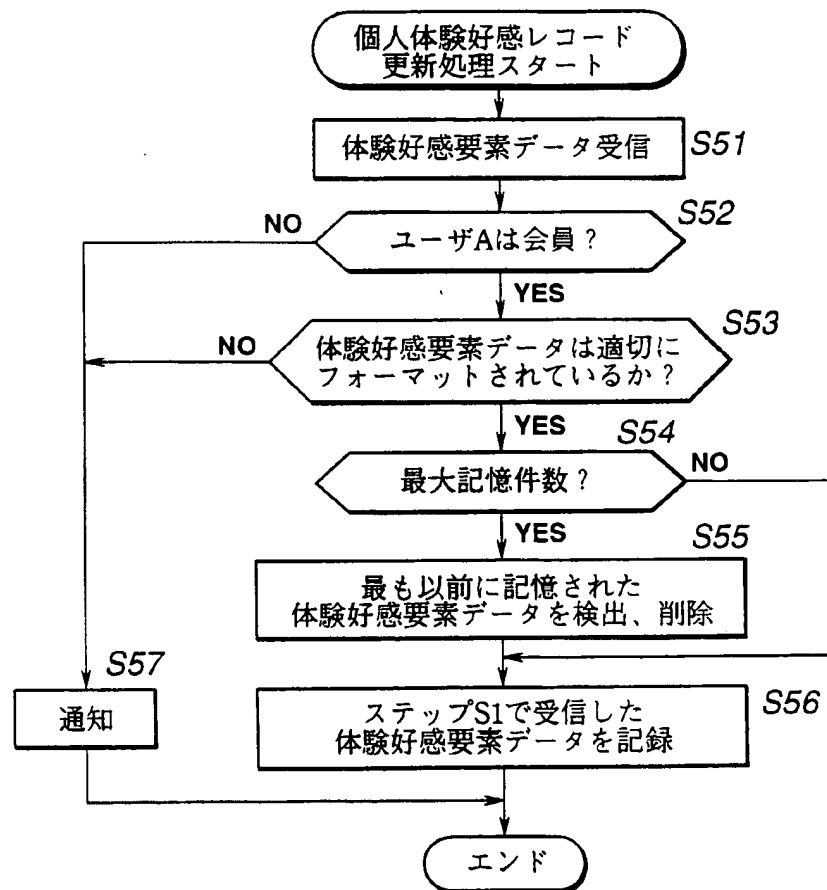 個人体験好感レコード
更新処理スタート
体験好感要素データ受信
S51
S52
NO
ユーザAは会員？
YES
S53
NO
体験好感要素データは適切に
フォーマットされているか？
YES
S54
NO
最大記憶件数？
YES
S55
最も以前に記憶された
体験好感要素データを検出、削除
S57
通知
S56
ステップS1で受信した
体験好感要素データを記録
エンド